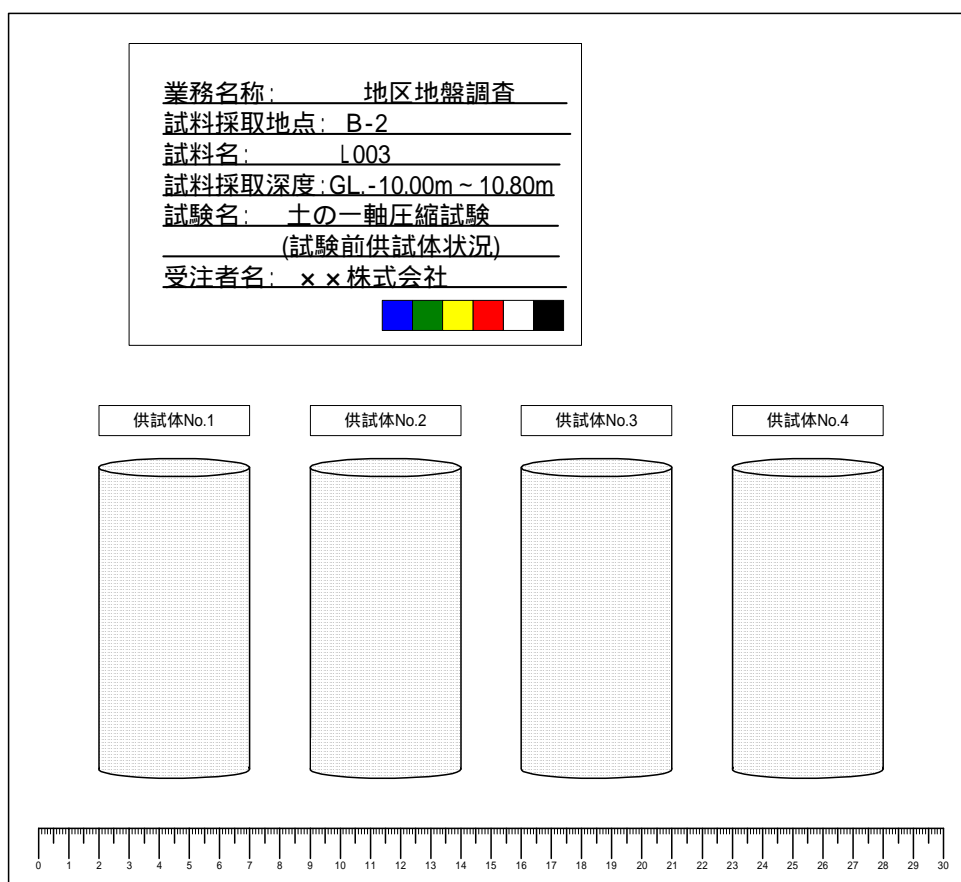 業務名称: 地区地盤調査
試料採取地点: B-2
試料名: L003
試料採取深度:GL.-10.00m~10.80m
試験名: 土の一軸圧縮試験
(試験前供試体状況)
受注者名: ××株式会社
供試体No.1 供試体No.2 供試体No.3 供試体No.4
0 1 2 3 4 5 6 7 8 9 10 11 12 13 14 15 16 17 18 19 20 21 22 23 24 25 26 27 28 29 30